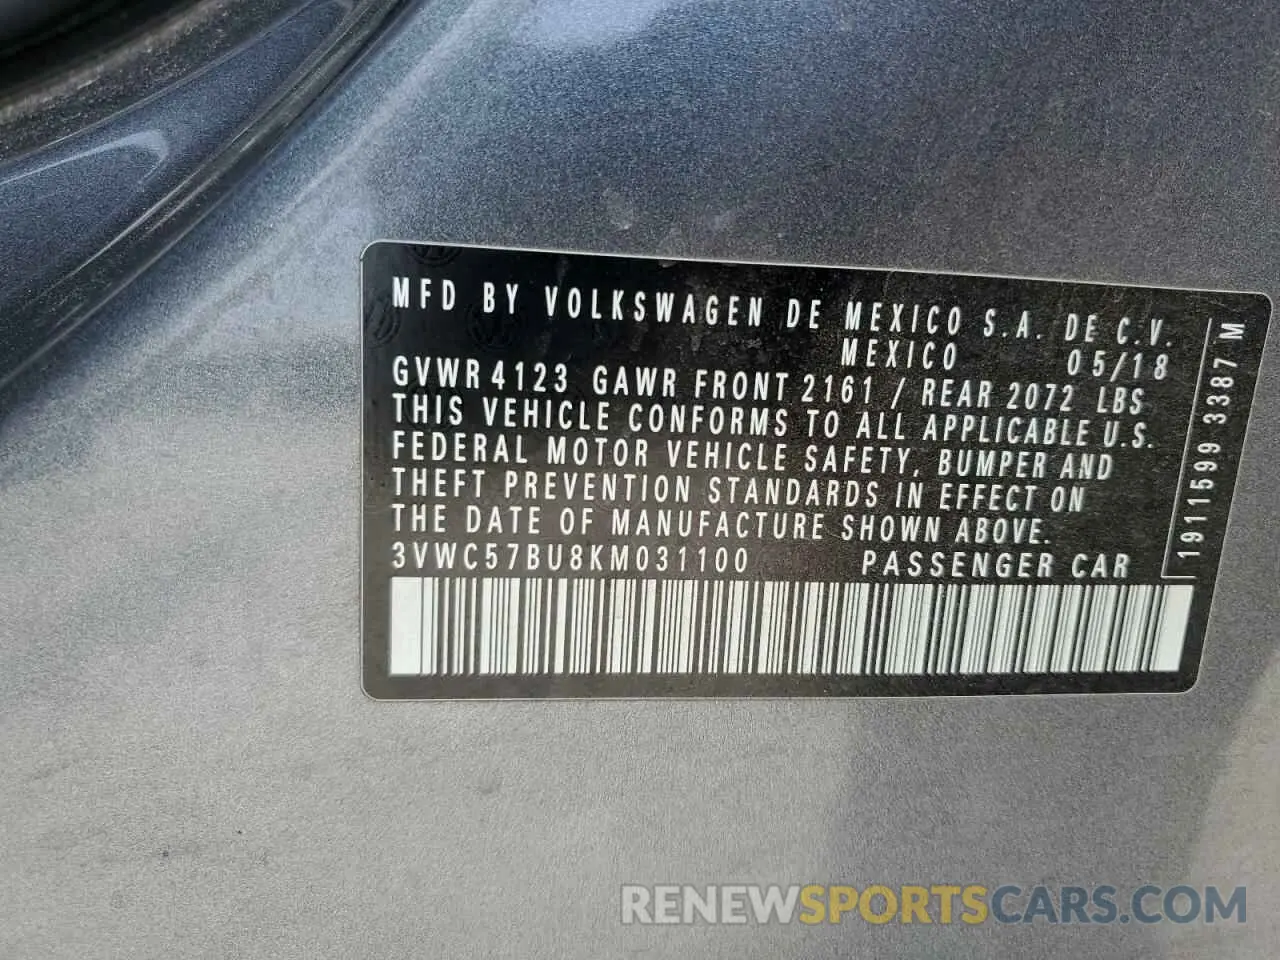 MFD BY VOLKSWAGEN DE MEXICO S.A. DE C.V.
MEXICO 05/18
GVWR 4123 GAWR FRONT 2161 / REAR 2072 LBS
THIS VEHICLE CONFORMS TO ALL APPLICABLE U.S.
FEDERAL MOTOR VEHICLE SAFETY, BUMPER AND
THEFT PREVENTION STANDARDS IN EFFECT ON
THE DATE OF MANUFACTURE SHOWN ABOVE.
3VWC57BU8KM031100 PASSENGER CAR
1911599 3387 M
RENEWSPORTSCARS.COM